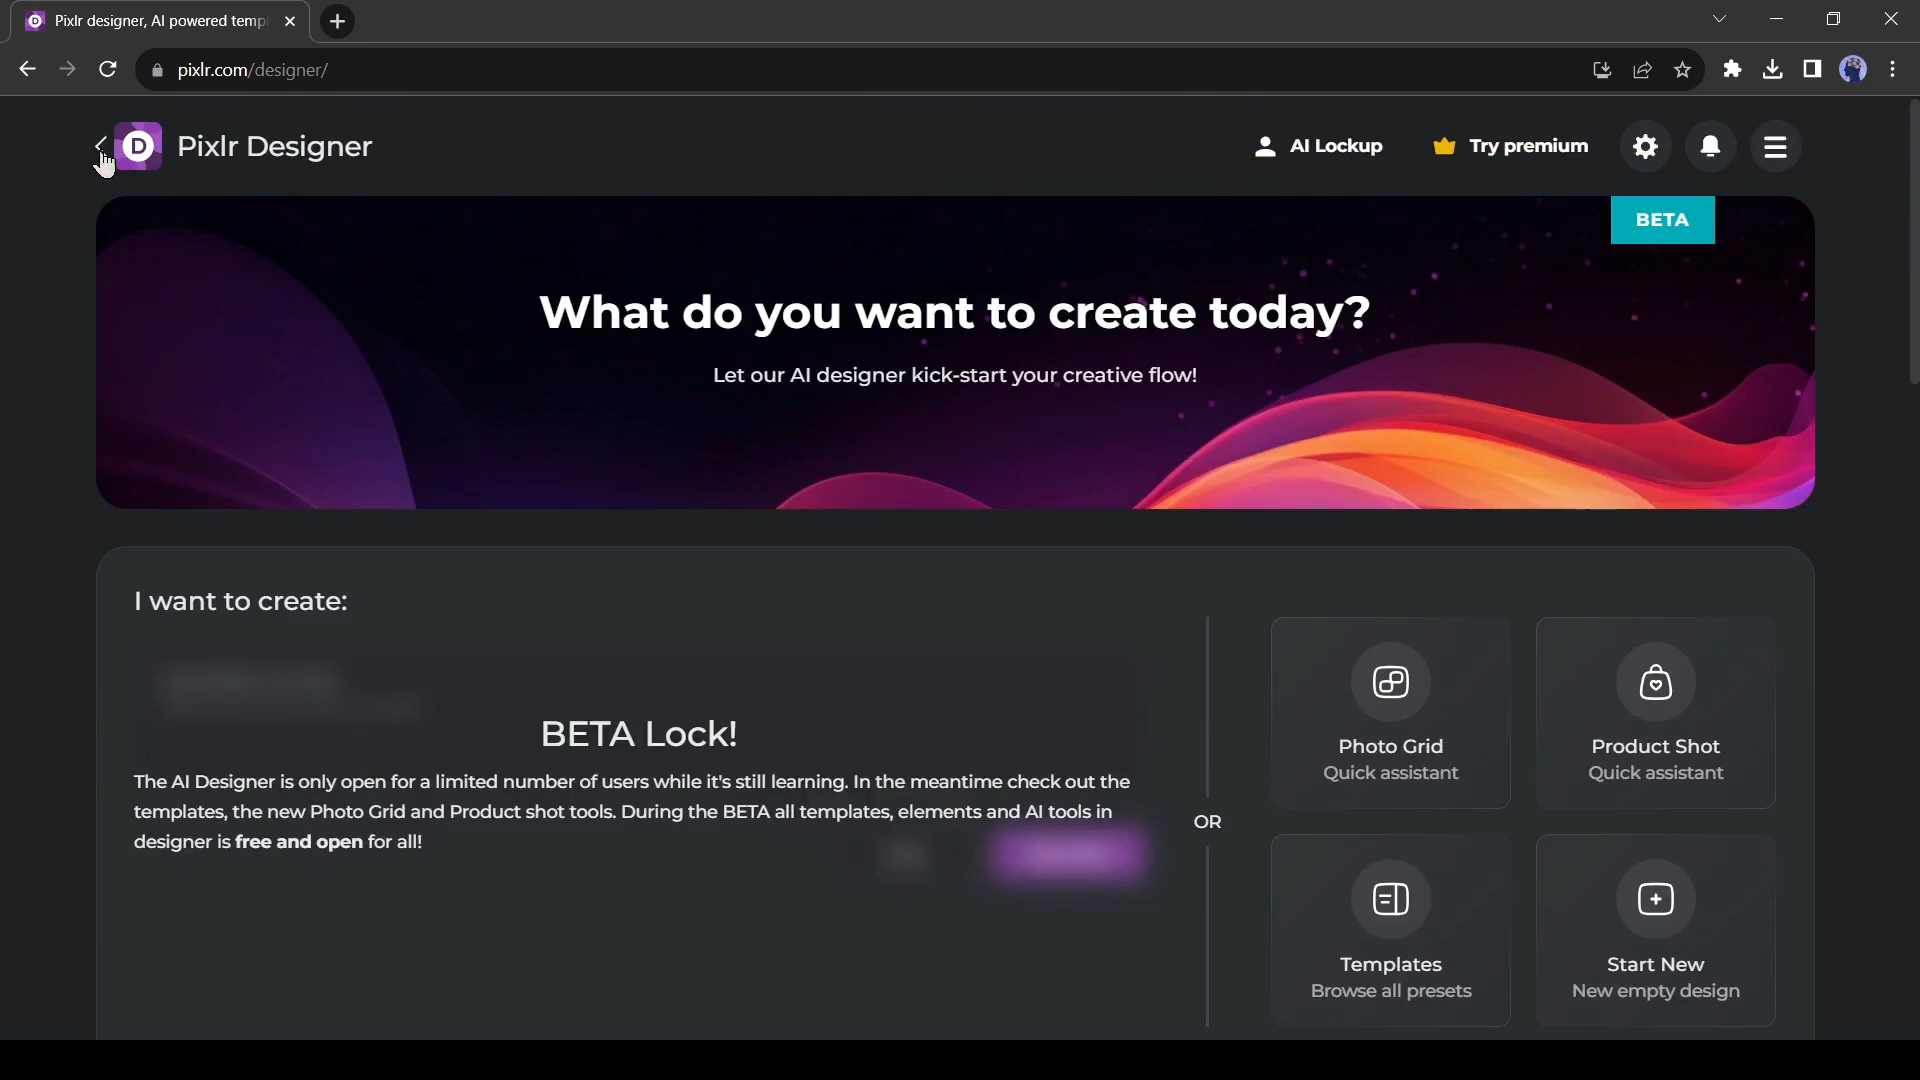 Pixlr designer, AI powered temp
pixlr.com/designer/
D
Pixlr Designer
AI Lockup
Try premium
BETA
What do you want to create today?
Let our AI designer kick-start your creative flow!
I want to create:
BETA Lock!
The AI Designer is only open for a limited number of users while it's still learning. In the meantime check out the
templates, the new Photo Grid and Product shot tools. During the BETA all templates, elements and AI tools in
designer is free and open for all!
OR
Photo Grid
Quick assistant
Product Shot
Quick assistant
Templates
Browse all presets
Start New
New empty design